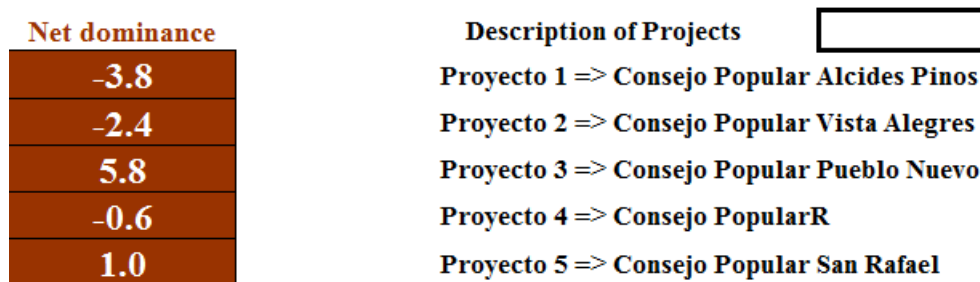 Net dominance Description of Projects
-3.8 Proyecto 1 => Consejo Popular Alcides Pinos
-2.4 Proyecto 2 => Consejo Popular Vista Alegres
5.8 Proyecto 3 => Consejo Popular Pueblo Nuevo
-0.6 Proyecto 4 => Consejo PopularR
1.0 Proyecto 5 => Consejo Popular San Rafael